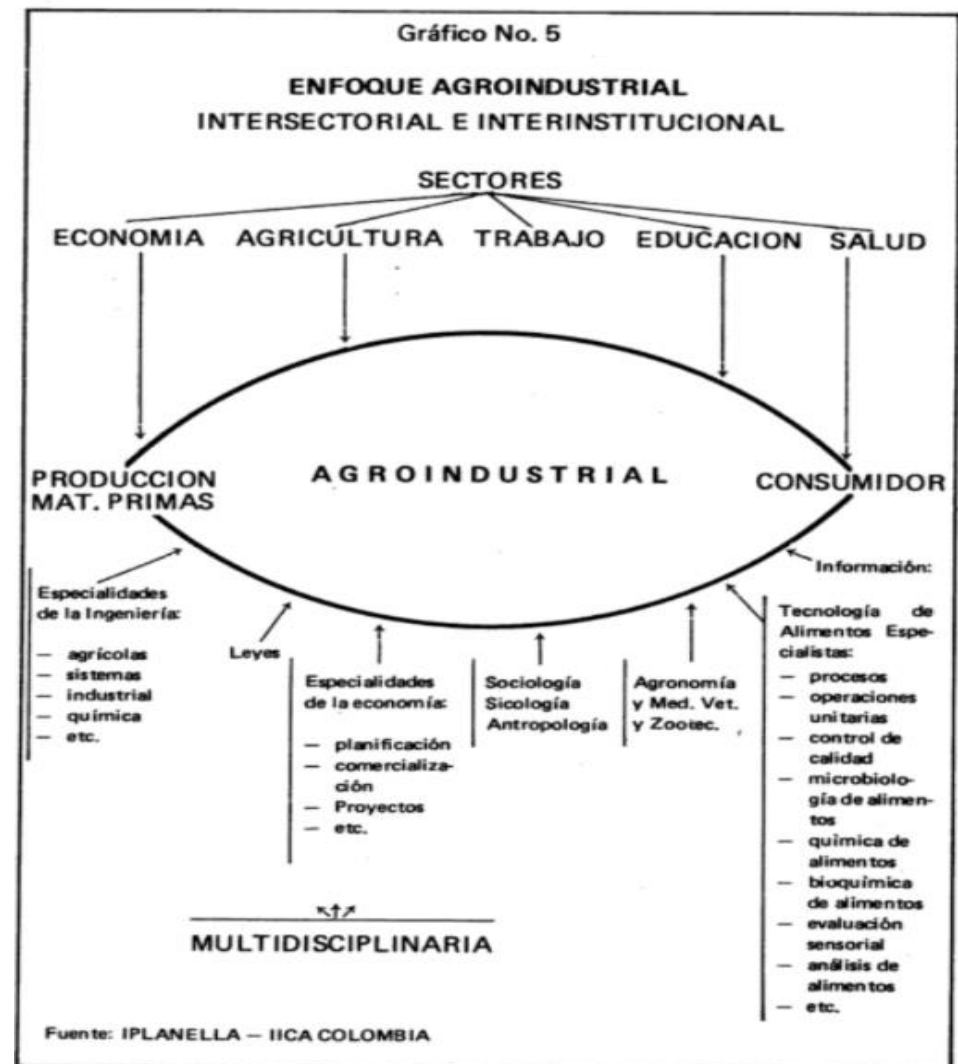 Gráfico No. 5
ENFOQUE AGROINDUSTRIAL
INTERSECTORIAL E INTERINSTITUCIONAL
SECTORES
ECONOMIA AGRICULTURA TRABAJO EDUCACION SALUD
AGROINDUSTRIAL
PRODUCCION
MAT. PRIMAS
CONSUMIDOR
Especialidades
de la Ingeniería:
— agrícolas
— sistemas
— industrial
— química
— etc.
Leyes
Especialidades
de la economía:
— planificación
— comercializa-
ción
— Proyectos
— etc.
Sociología
Sicología
Antropología
Agronomía
y Med. Vet.
y Zootec.
Información:
Tecnología de
Alimentos Espe-
cialistas:
— procesos
— operaciones
unitarias
— control de
calidad
— microbiolo-
gía de alimen-
tos
— química de
alimentos
— bioquímica
de alimentos
— evaluación
sensorial
— análisis de
alimentos
— etc.
MULTIDISCIPLINARIA
Fuente: IPLANELLA — IICA COLOMBIA